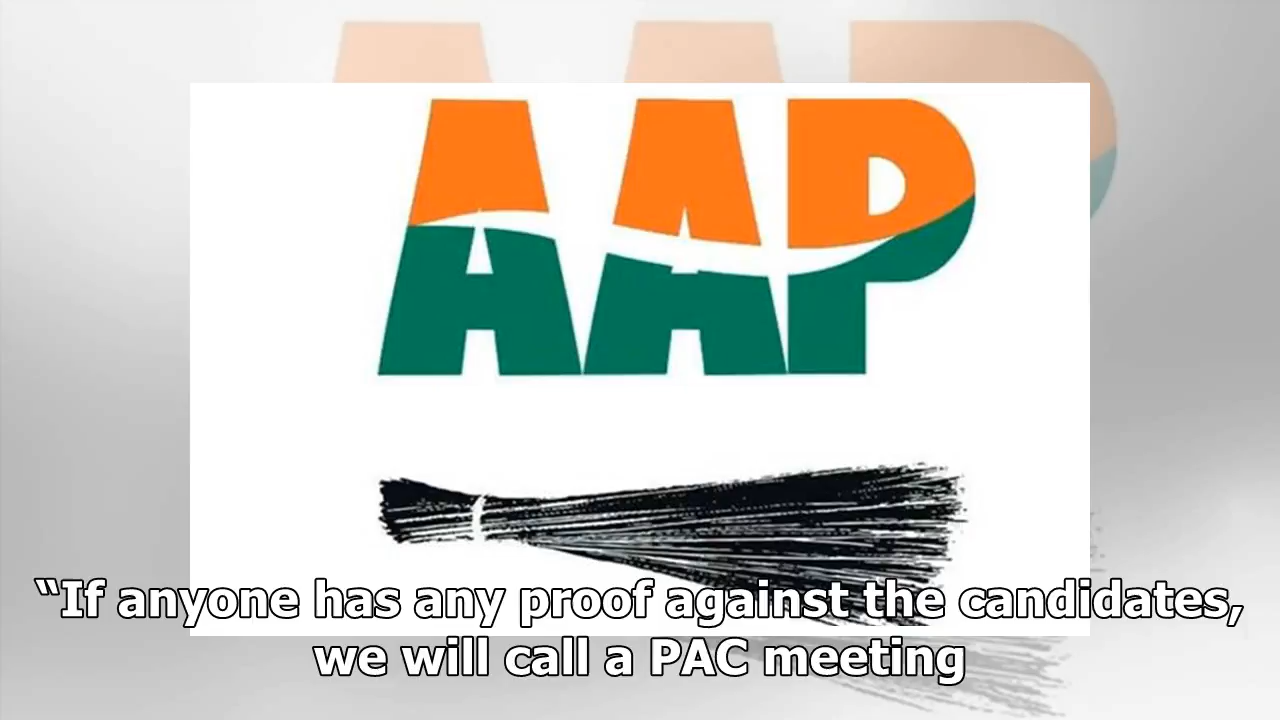 AAP
“If anyone has any proof against the candidates,
we will call a PAC meeting